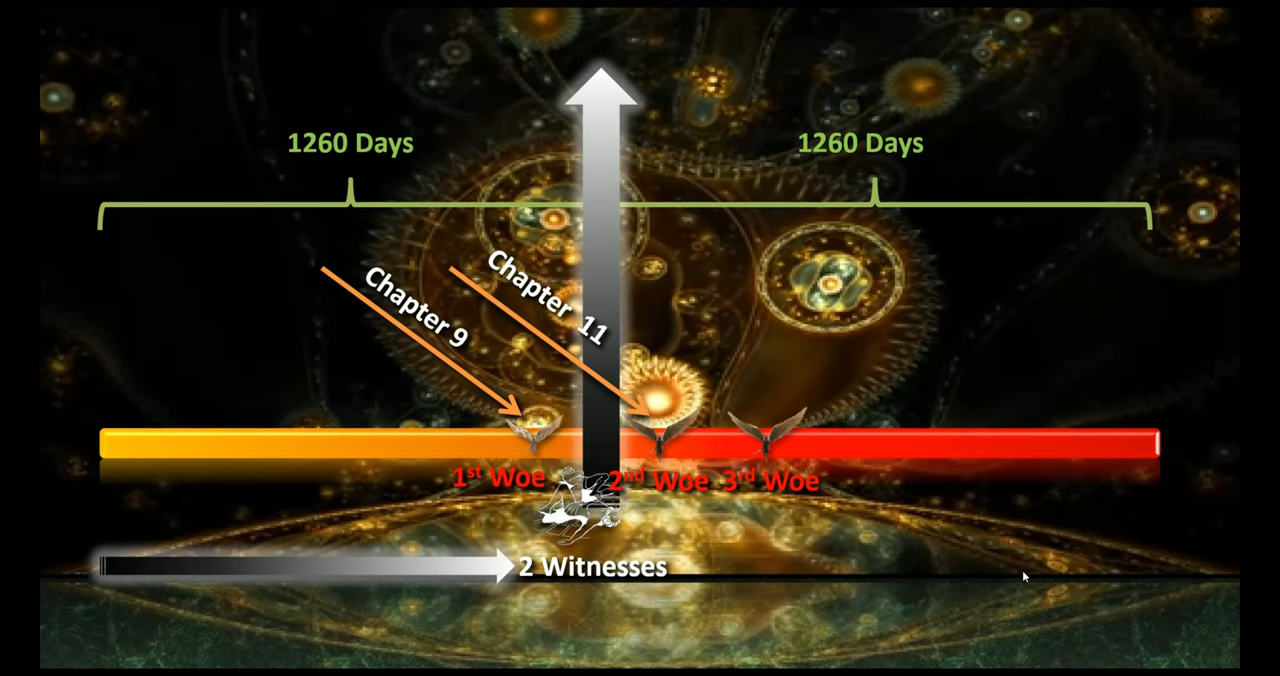 1260 Days
1260 Days
Chapter 9
Chapter 11
1st Woe
2nd Woe
3rd Woe
2 Witnesses